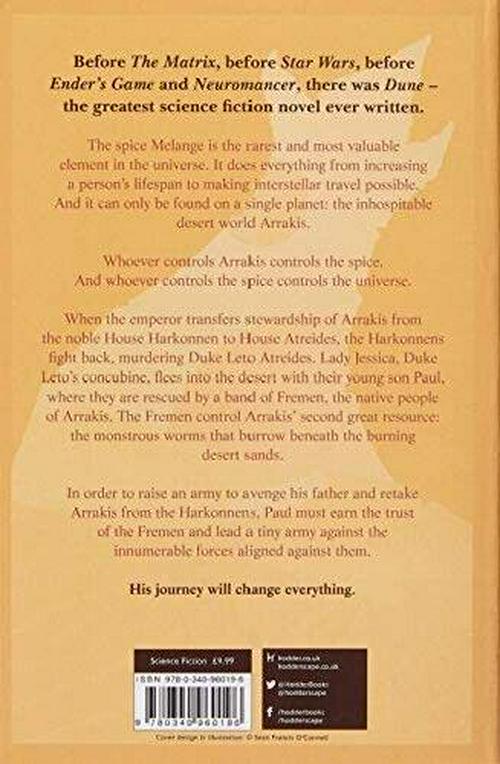 Before The Matrix, before Star Wars, before
Ender's Game and Neuromancer, there was Dune –
the greatest science fiction novel ever written.
The spice Melange is the rarest and most valuable
element in the universe. It does everything from increasing
a person's lifespan to making interstellar travel possible.
And it can only be found on a single planet: the inhospitable
desert world Arrakis.
Whoever controls Arrakis controls the spice.
And whoever controls the spice controls the universe.
When the emperor transfers stewardship of Arrakis from
the noble House Harkonnen to House Atreides, the Harkonnens
fight back, murdering Duke Leto Atreides. Lady Jessica, Duke
Leto's concubine, flees into the desert with their young son Paul,
where they are rescued by a band of Fremen, the native people
of Arrakis. The Fremen control Arrakis' second great resource:
the monstrous worms that burrow beneath the burning
desert sands.
In order to raise an army to avenge his father and retake
Arrakis from the Harkonnens, Paul must earn the trust
of the Fremen and lead a tiny army against the
innumerable forces aligned against them.
His journey will change everything.
Science Fiction £9.99
ISBN 978-0-340-96019-6
9 780340 960196
hodder.co.uk
hodderscape.co.uk
@HodderBooks
@hodderscape
/hodderbooks
/hodderscape
Cover design & illustration: © Sean Francis O'Connell